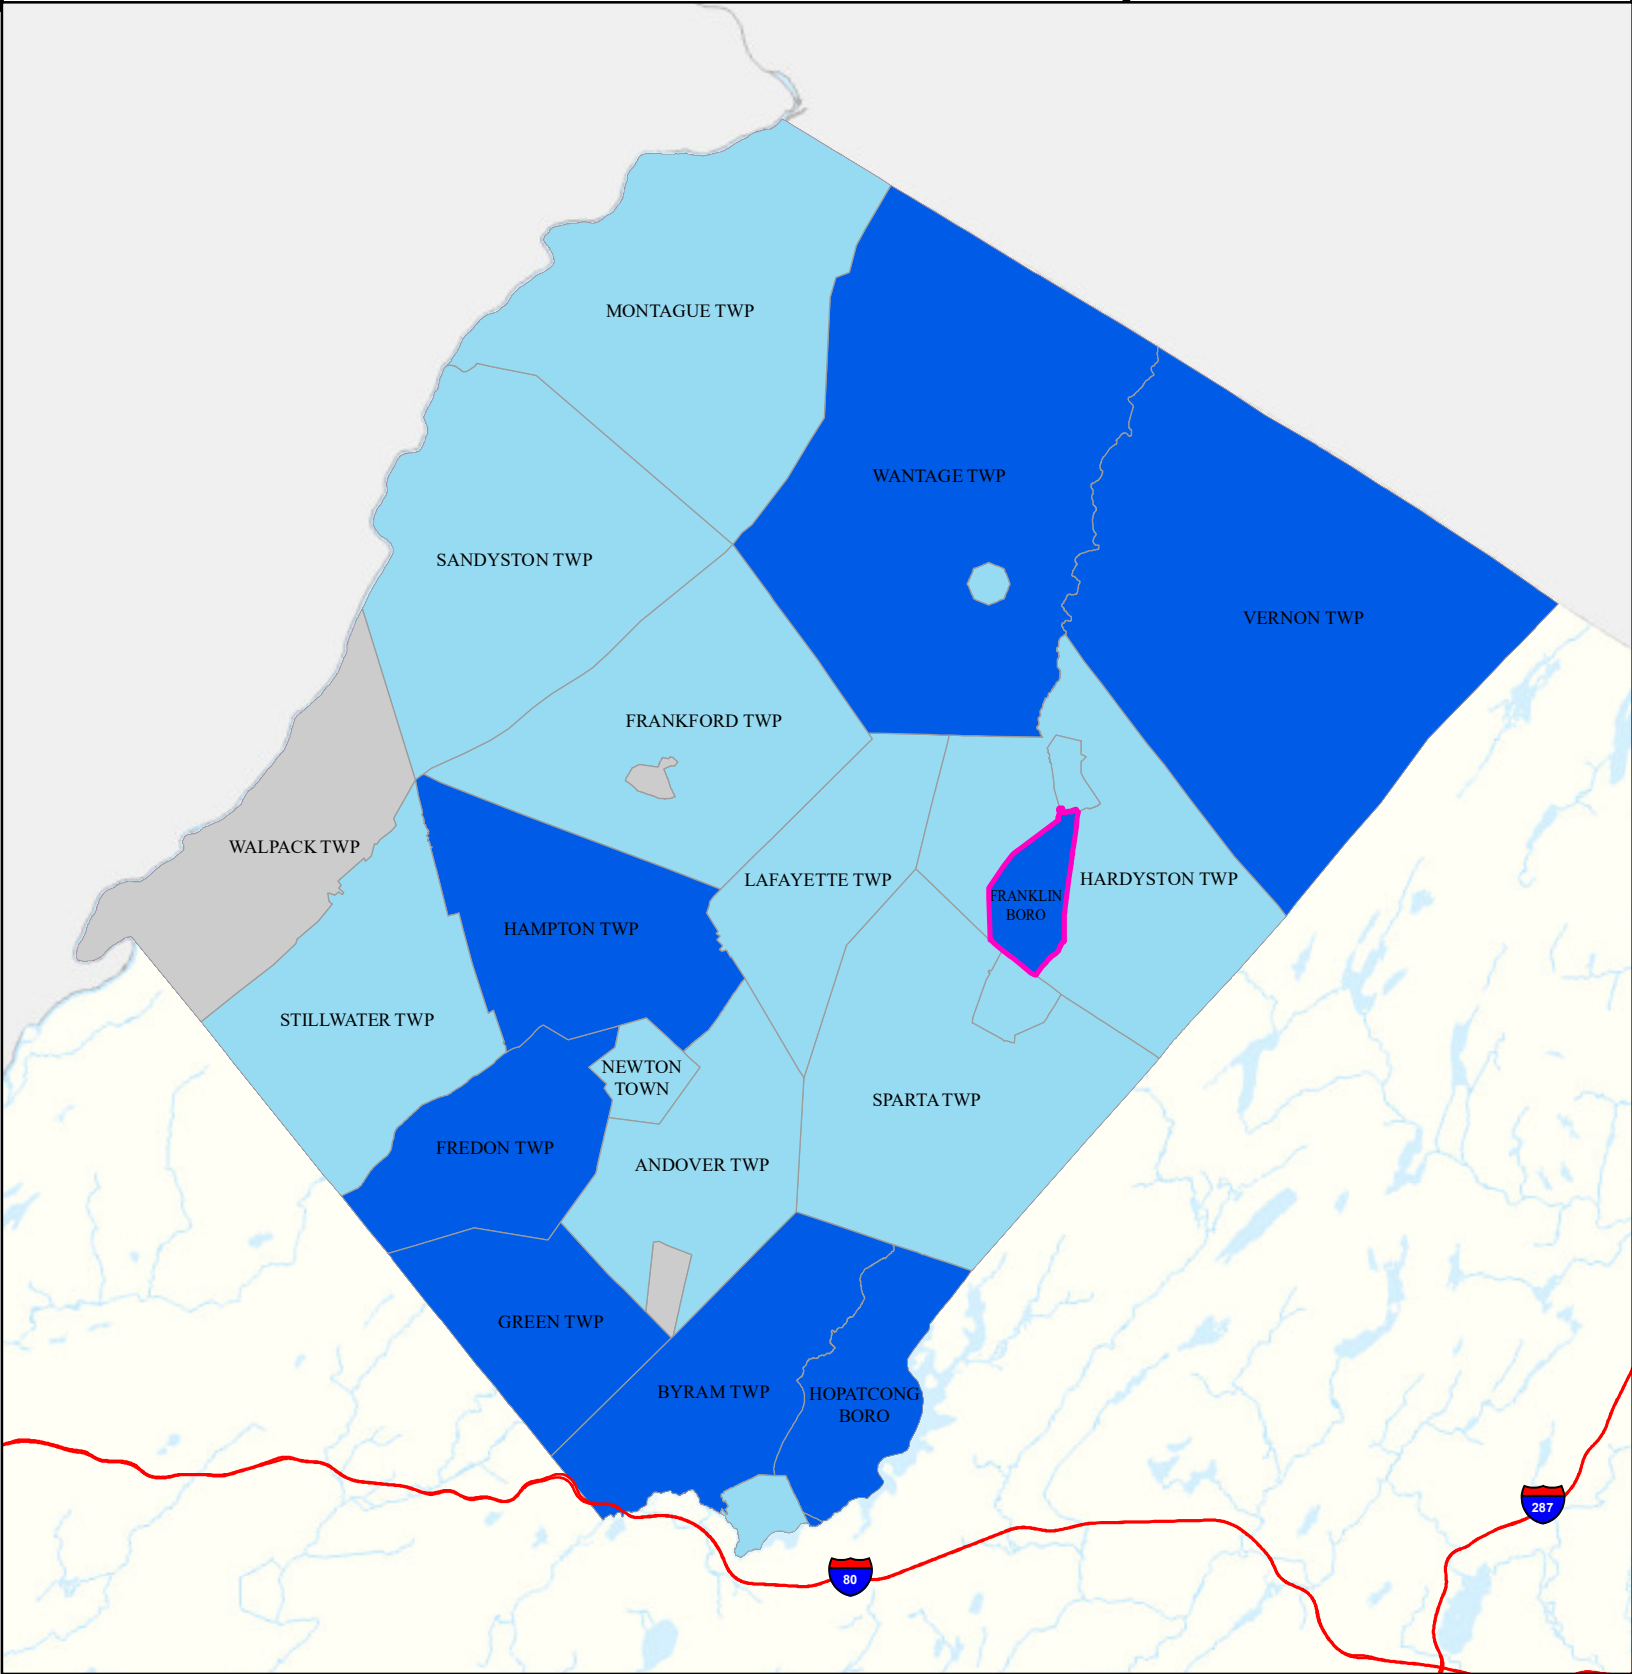 MONTAGUE TWP
WANTAGE TWP
SANDYSTON TWP
VERNON TWP
FRANKFORD TWP
WALPACK TWP
LAFAYETTE TWP
HARDYSTON TWP
FRANKLIN
BORO
HAMPTON TWP
STILLWATER TWP
NEWTON
TOWN
SPARTA TWP
FREDON TWP
ANDOVER TWP
GREEN TWP
BYRAM TWP
HOPATCONG
BORO
287
80